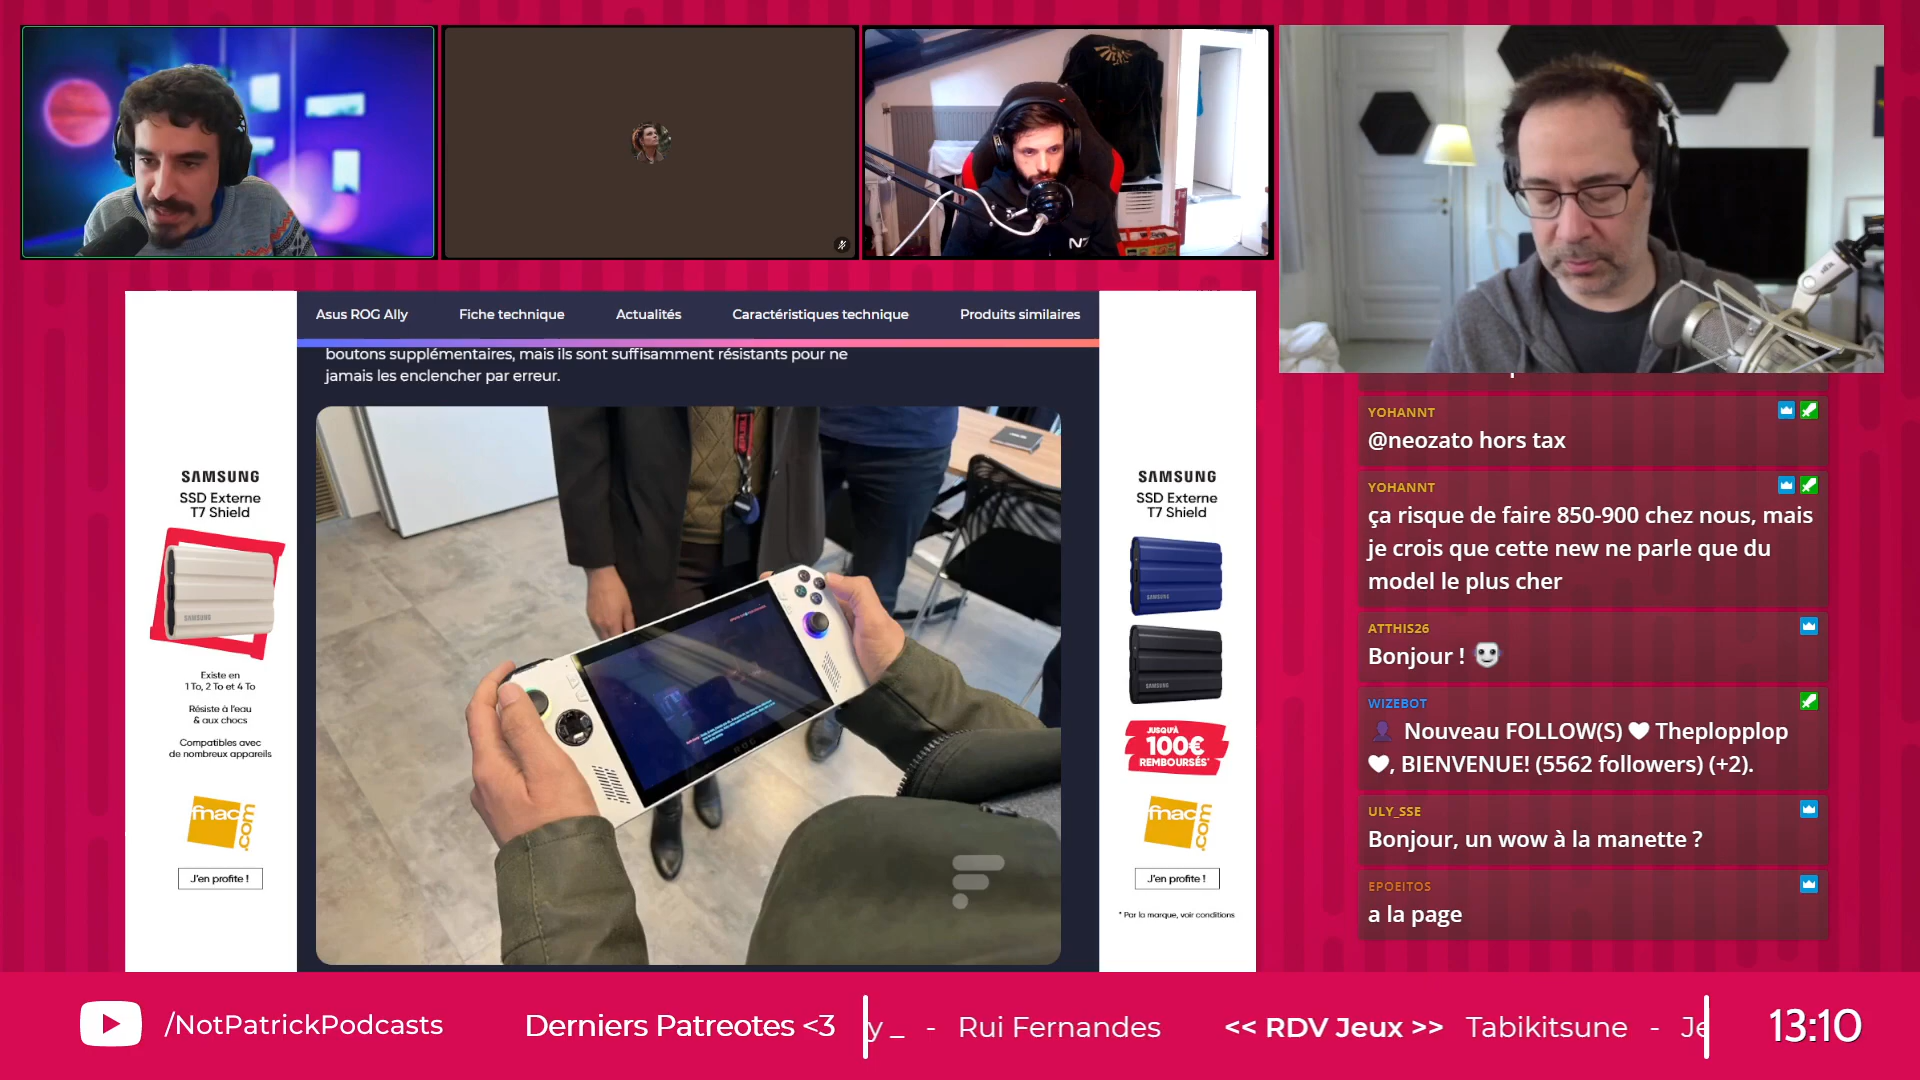 Asus ROG Ally
Fiche technique
Actualités
Caractéristiques technique
Produits similaires
boutons supplémentaires, mais ils sont suffisamment résistants pour ne
jamais les enclencher par erreur.
SAMSUNG
SSD Externe
T7 Shield
SAMSUNG
Existe en
1 To, 2 To et 4 To
Résiste à l'eau
& aux chocs
Compatibles avec
de nombreux appareils
fnac
.com
J'en profite !
SAMSUNG
SSD Externe
T7 Shield
SAMSUNG
SAMSUNG
JUSQU'À
100€
REMBOURSÉS*
fnac
.com
J'en profite !
* Par la marque, voir conditions
N7
YOHANNT
@neozato hors tax
YOHANNT
ça risque de faire 850-900 chez nous, mais
je crois que cette new ne parle que du
model le plus cher
ATTHIS26
Bonjour !
WIZEBOT
Nouveau FOLLOW(S) ♥ Theplopplop
♥, BIENVENUE! (5562 followers) (+2).
ULY_SSE
Bonjour, un wow à la manette ?
EPOEITOS
a la page
/NotPatrickPodcasts
Derniers Patreotes <3
y_ - Rui Fernandes << RDV Jeux >> Tabikitsune - Je
13:10